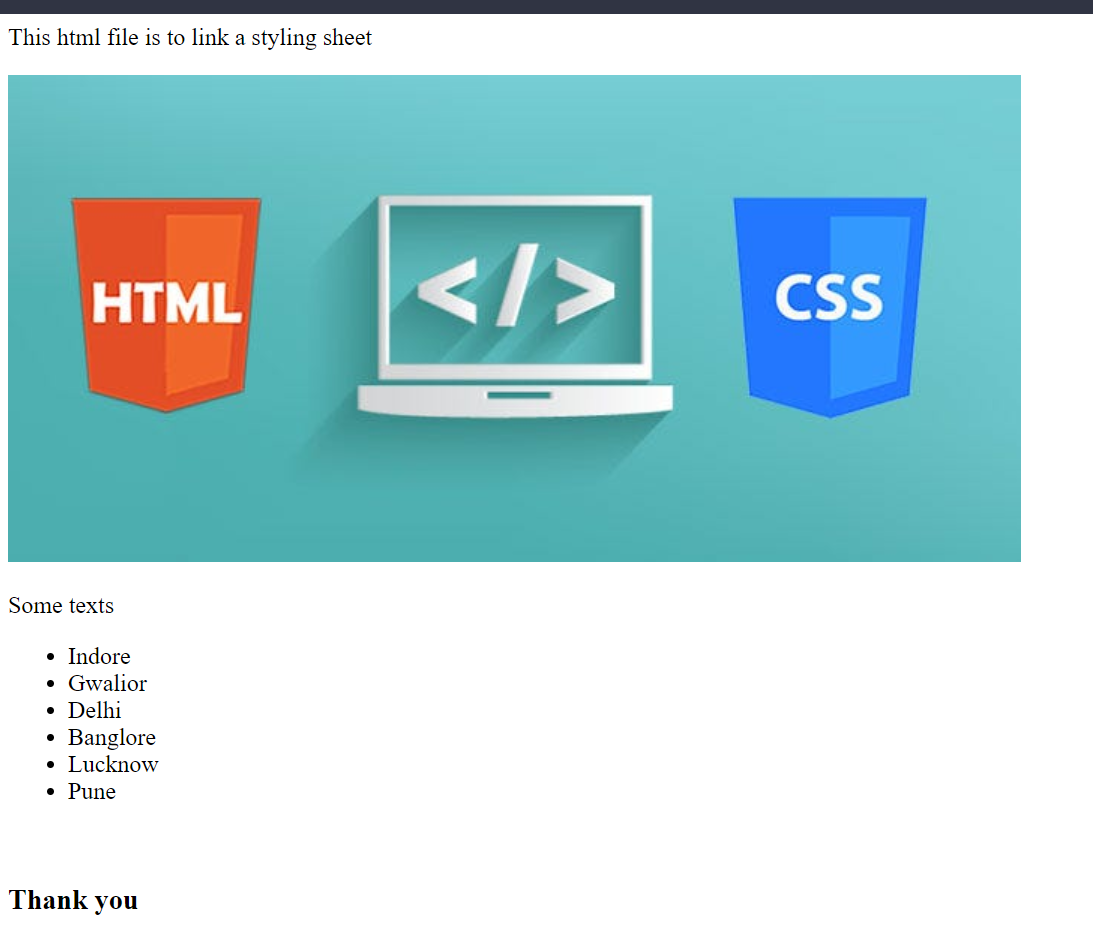 This html file is to link a styling sheet
HTML
</>
CSS
Some texts
Indore
Gwalior
Delhi
Banglore
Lucknow
Pune
Thank you